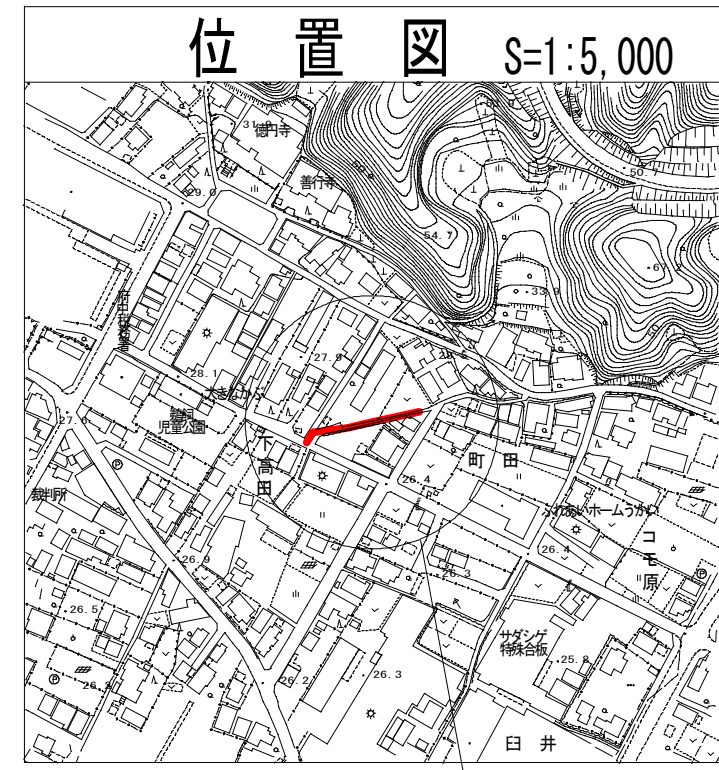 位置図 S=1:5,000
徳円寺
善行寺
50.7
29.0
54.7
67.2
33.9
27.9
28.1
鵜飼
児童公園
27.6
下高田
町田
26.4
ふれあいホームうかい
コモ原
裁判所
26.9
26.4
26.3
26.5
サダシゲ
特殊合板
25.8
26.2
26.3
臼井